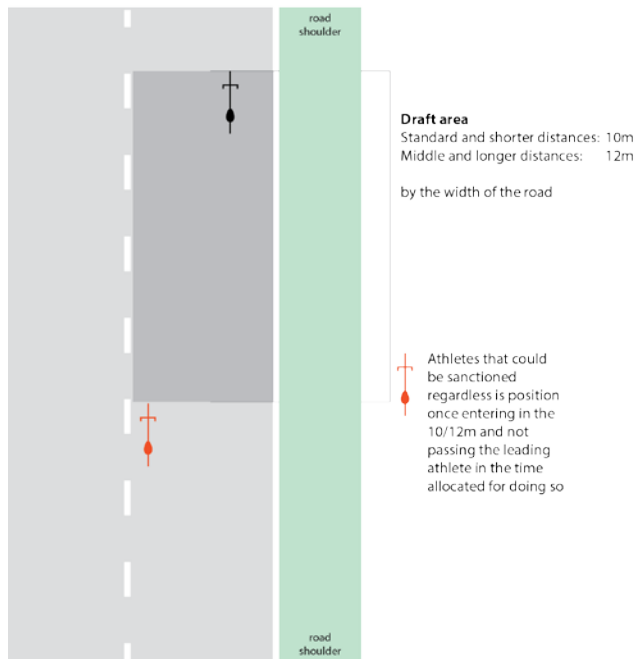 road
shoulder
Draft area
Standard and shorter distances: 10m
Middle and longer distances: 12m
by the width of the road
Athletes that could
be sanctioned
regardless is position
once entering in the
10/12m and not
passing the leading
athlete in the time
allocated for doing so
road
shoulder